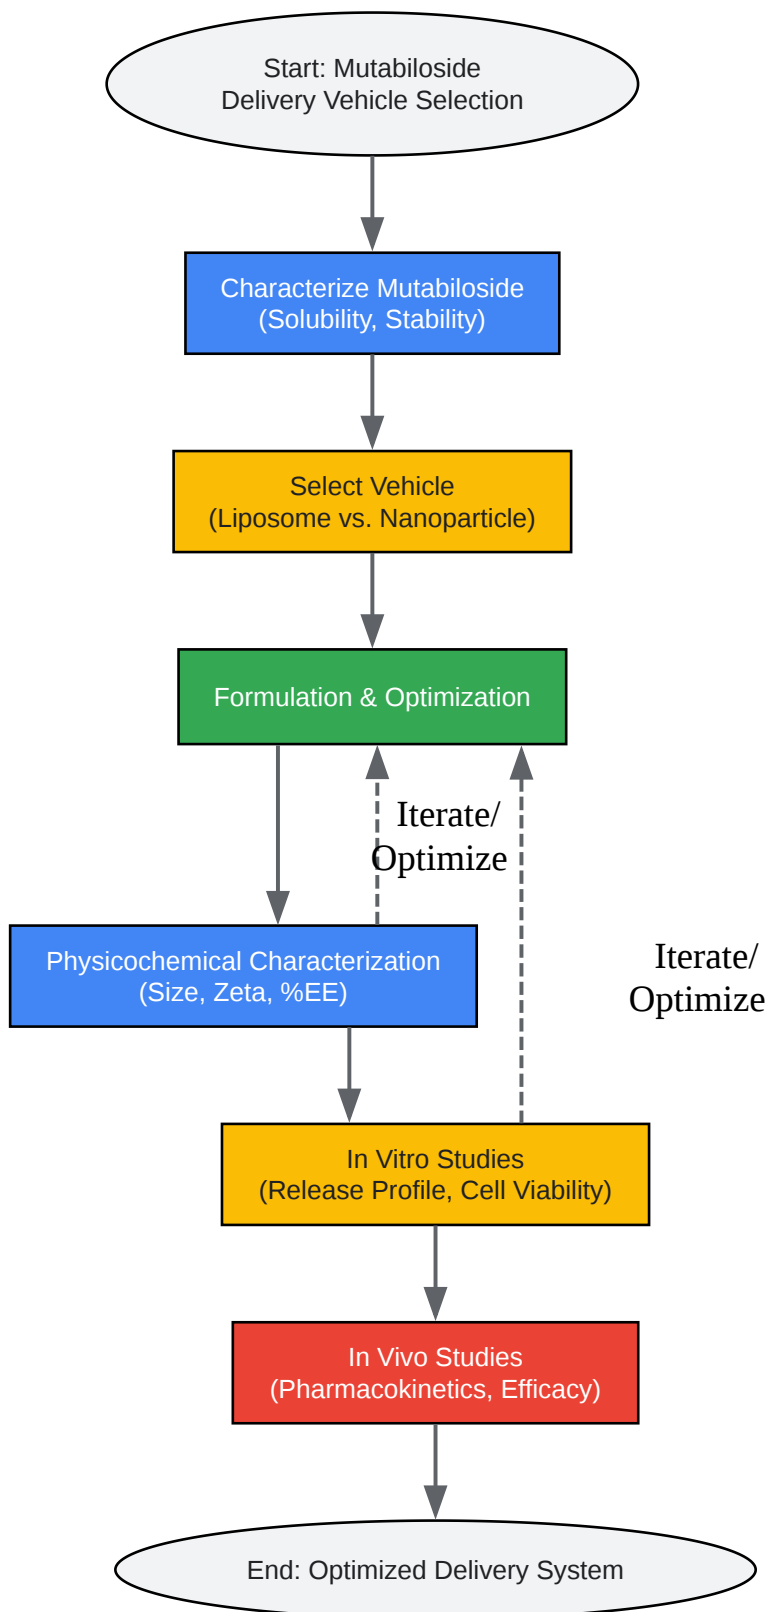 Start: Mutabiloside
Delivery Vehicle Selection
Characterize Mutabiloside
(Solubility, Stability)
Select Vehicle
(Liposome vs. Nanoparticle)
Formulation & Optimization
Iterate/
Optimize
Physicochemical Characterization
(Size, Zeta, %EE)
Iterate/
Optimize
In Vitro Studies
(Release Profile, Cell Viability)
In Vivo Studies
(Pharmacokinetics, Efficacy)
End: Optimized Delivery System